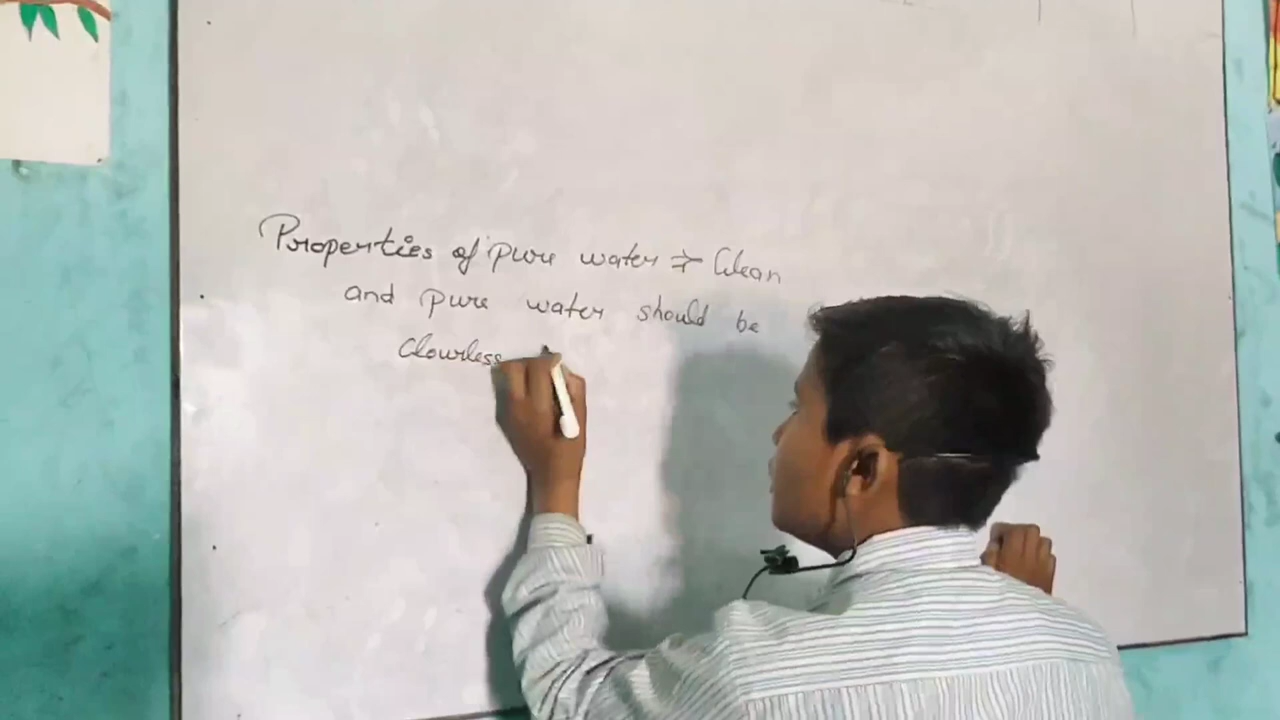 Properties of pure water ⇒ Clean
and pure water should be
Clourless